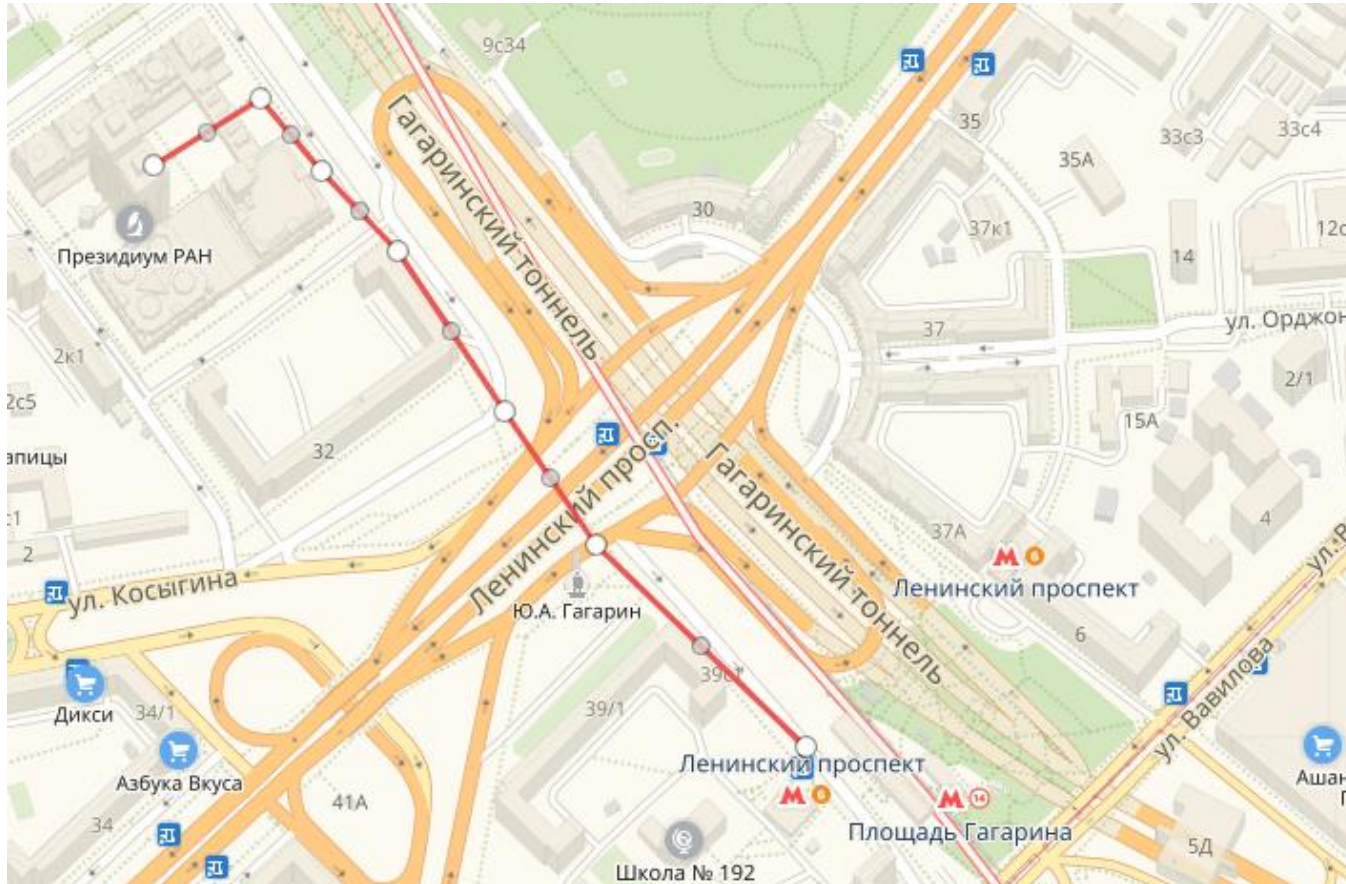 9с34
Гагаринский тоннель
35
33с3
33с4
35А
30
37к1
12с
14
Президиум РАН
ул. Орджон
37
2к1
2/1
2с5
15А
апицы
32
Ленинский просп.
Гагаринский тоннель
с1
2
37А
4
ул. В
ул. Косыгина
Ленинский проспект
Ю.А. Гагарин
6
39/1
ул. Вавилова
Дикси
34/1
Ленинский проспект
Азбука Вкуса
Ашан
Г
41А
14
34
Площадь Гагарина
5Д
Школа № 192